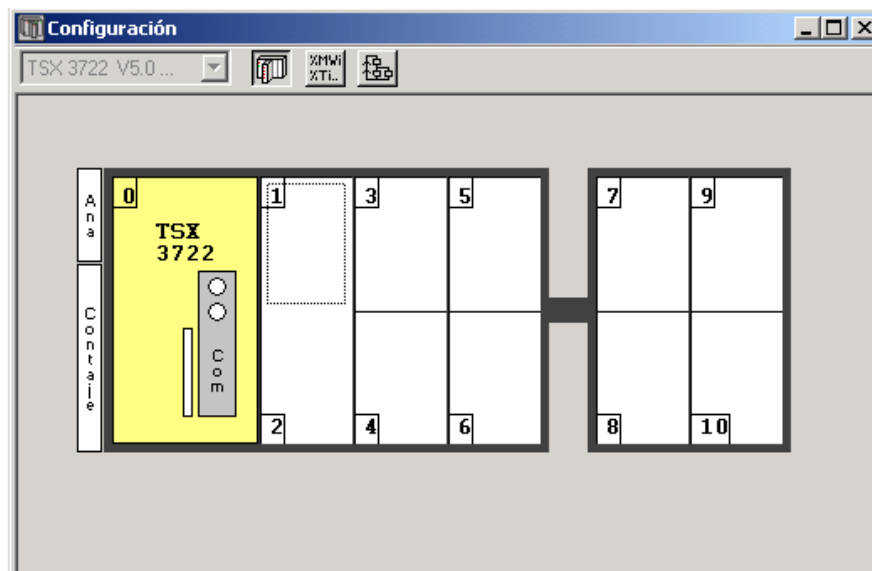 Configuración
TSX 3722 V5.0 ...
XMWi
XTi..
Ana
Contaje
0
TSX
3722
Com
1
3
5
7
9
2
4
6
8
10